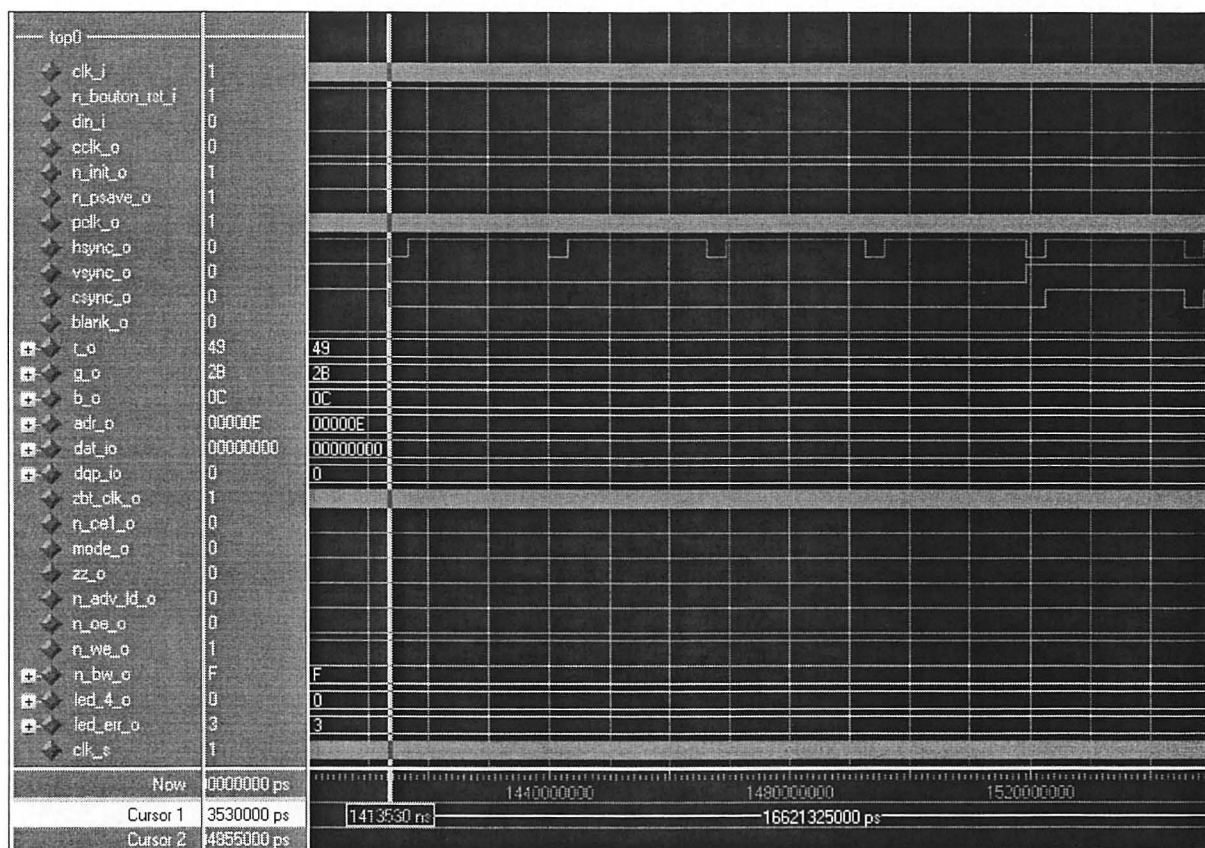 top0
clk_i 1
n_bouton_rst_i 1
din_i 0
cclk_o 0
n_init_o 1
n_psave_o 1
pclk_o 1
hsync_o 0
vsync_o 0
csync_o 0
blank_o 0
r_o 49 49
g_o 2B 2B
b_o 0C 0C
adr_o 00000E 00000E
dat_io 00000000 00000000
dqp_io 0 0
zbt_clk_o 1
n_ce1_o 0
mode_o 0
zz_o 0
n_adv_ld_o 0
n_oe_o 0
n_we_o 1
n_bw_o F F
led_4_o 0 0
led_err_o 3 3
clk_s 1
Now 0000000 ps 1440000000 1480000000 1520000000
Cursor 1 3530000 ps 1413530 ns 16621325000 ps
Cursor 2 4855000 ps